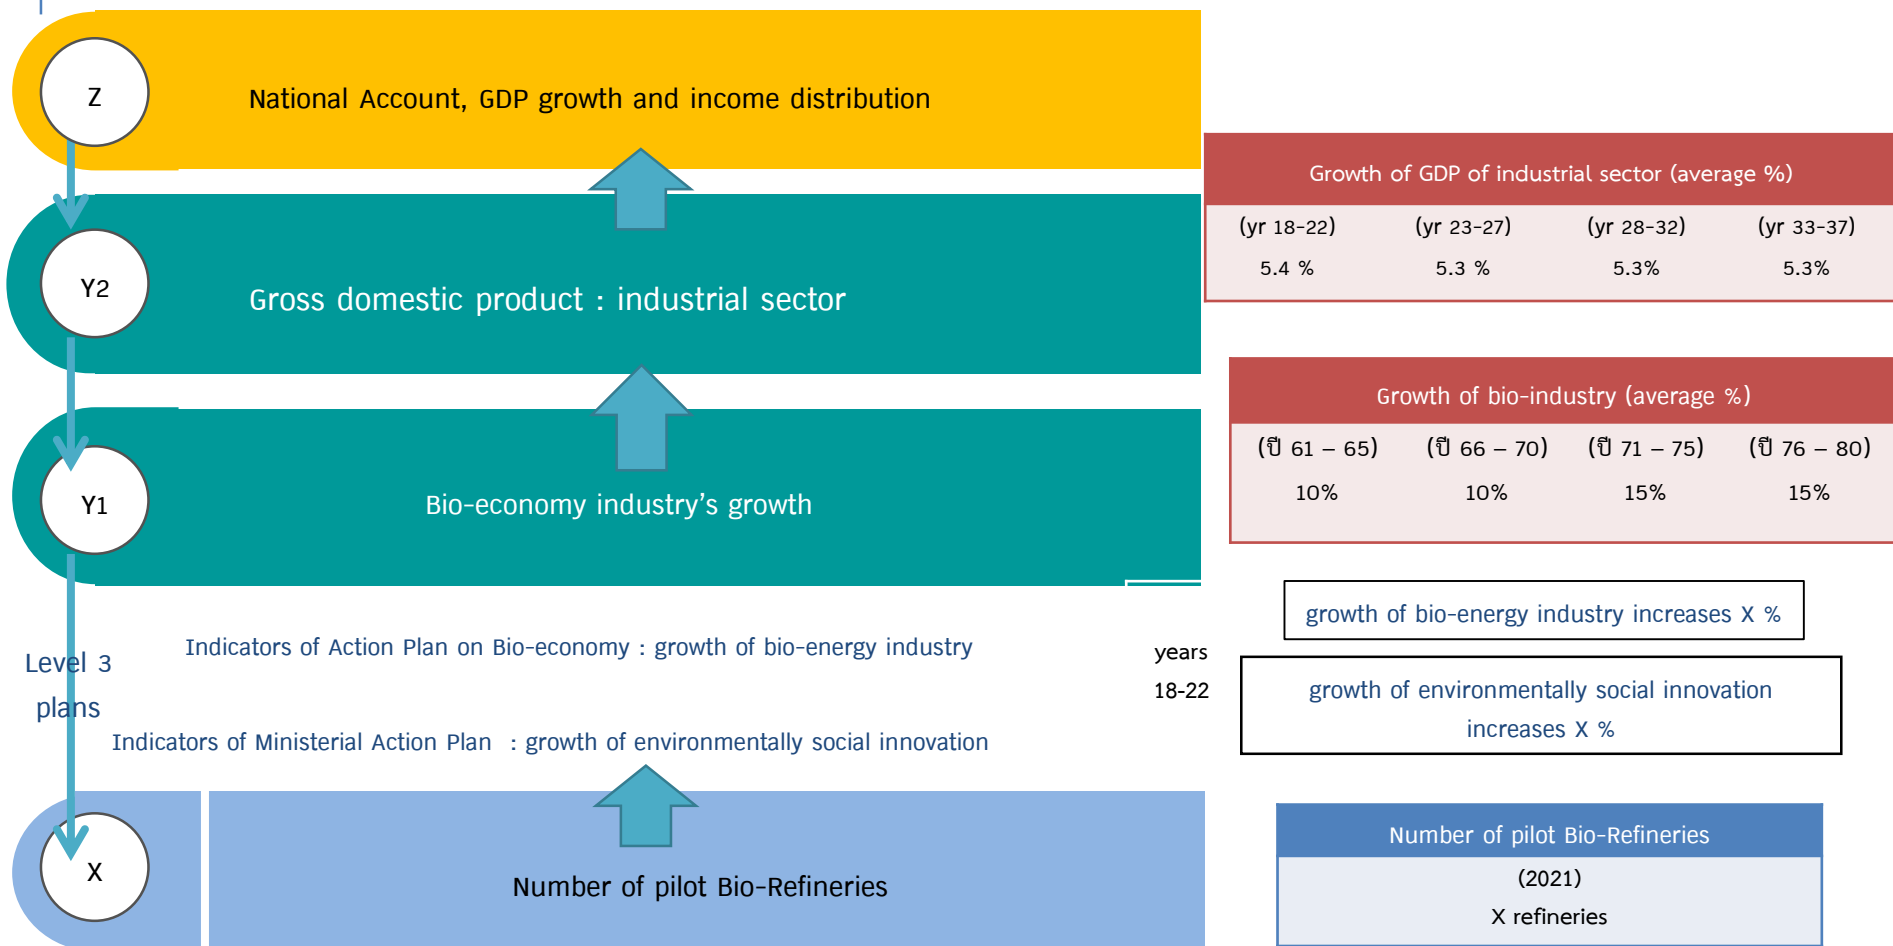 Z
National Account, GDP growth and income distribution
Growth of GDP of industrial sector (average %)
(yr 18-22) (yr 23-27) (yr 28-32) (yr 33-37)
5.4 % 5.3 % 5.3% 5.3%
Y2
Gross domestic product : industrial sector
Growth of bio-industry (average %)
(ปี 61 – 65) (ปี 66 – 70) (ปี 71 – 75) (ปี 76 – 80)
10% 10% 15% 15%
Y1
Bio-economy industry’s growth
growth of bio-energy industry increases X %
Indicators of Action Plan on Bio-economy : growth of bio-energy industry
Level 3
plans
years
18-22
growth of environmentally social innovation
increases X %
Indicators of Ministerial Action Plan : growth of environmentally social innovation
X
Number of pilot Bio-Refineries
Number of pilot Bio-Refineries
(2021)
X refineries